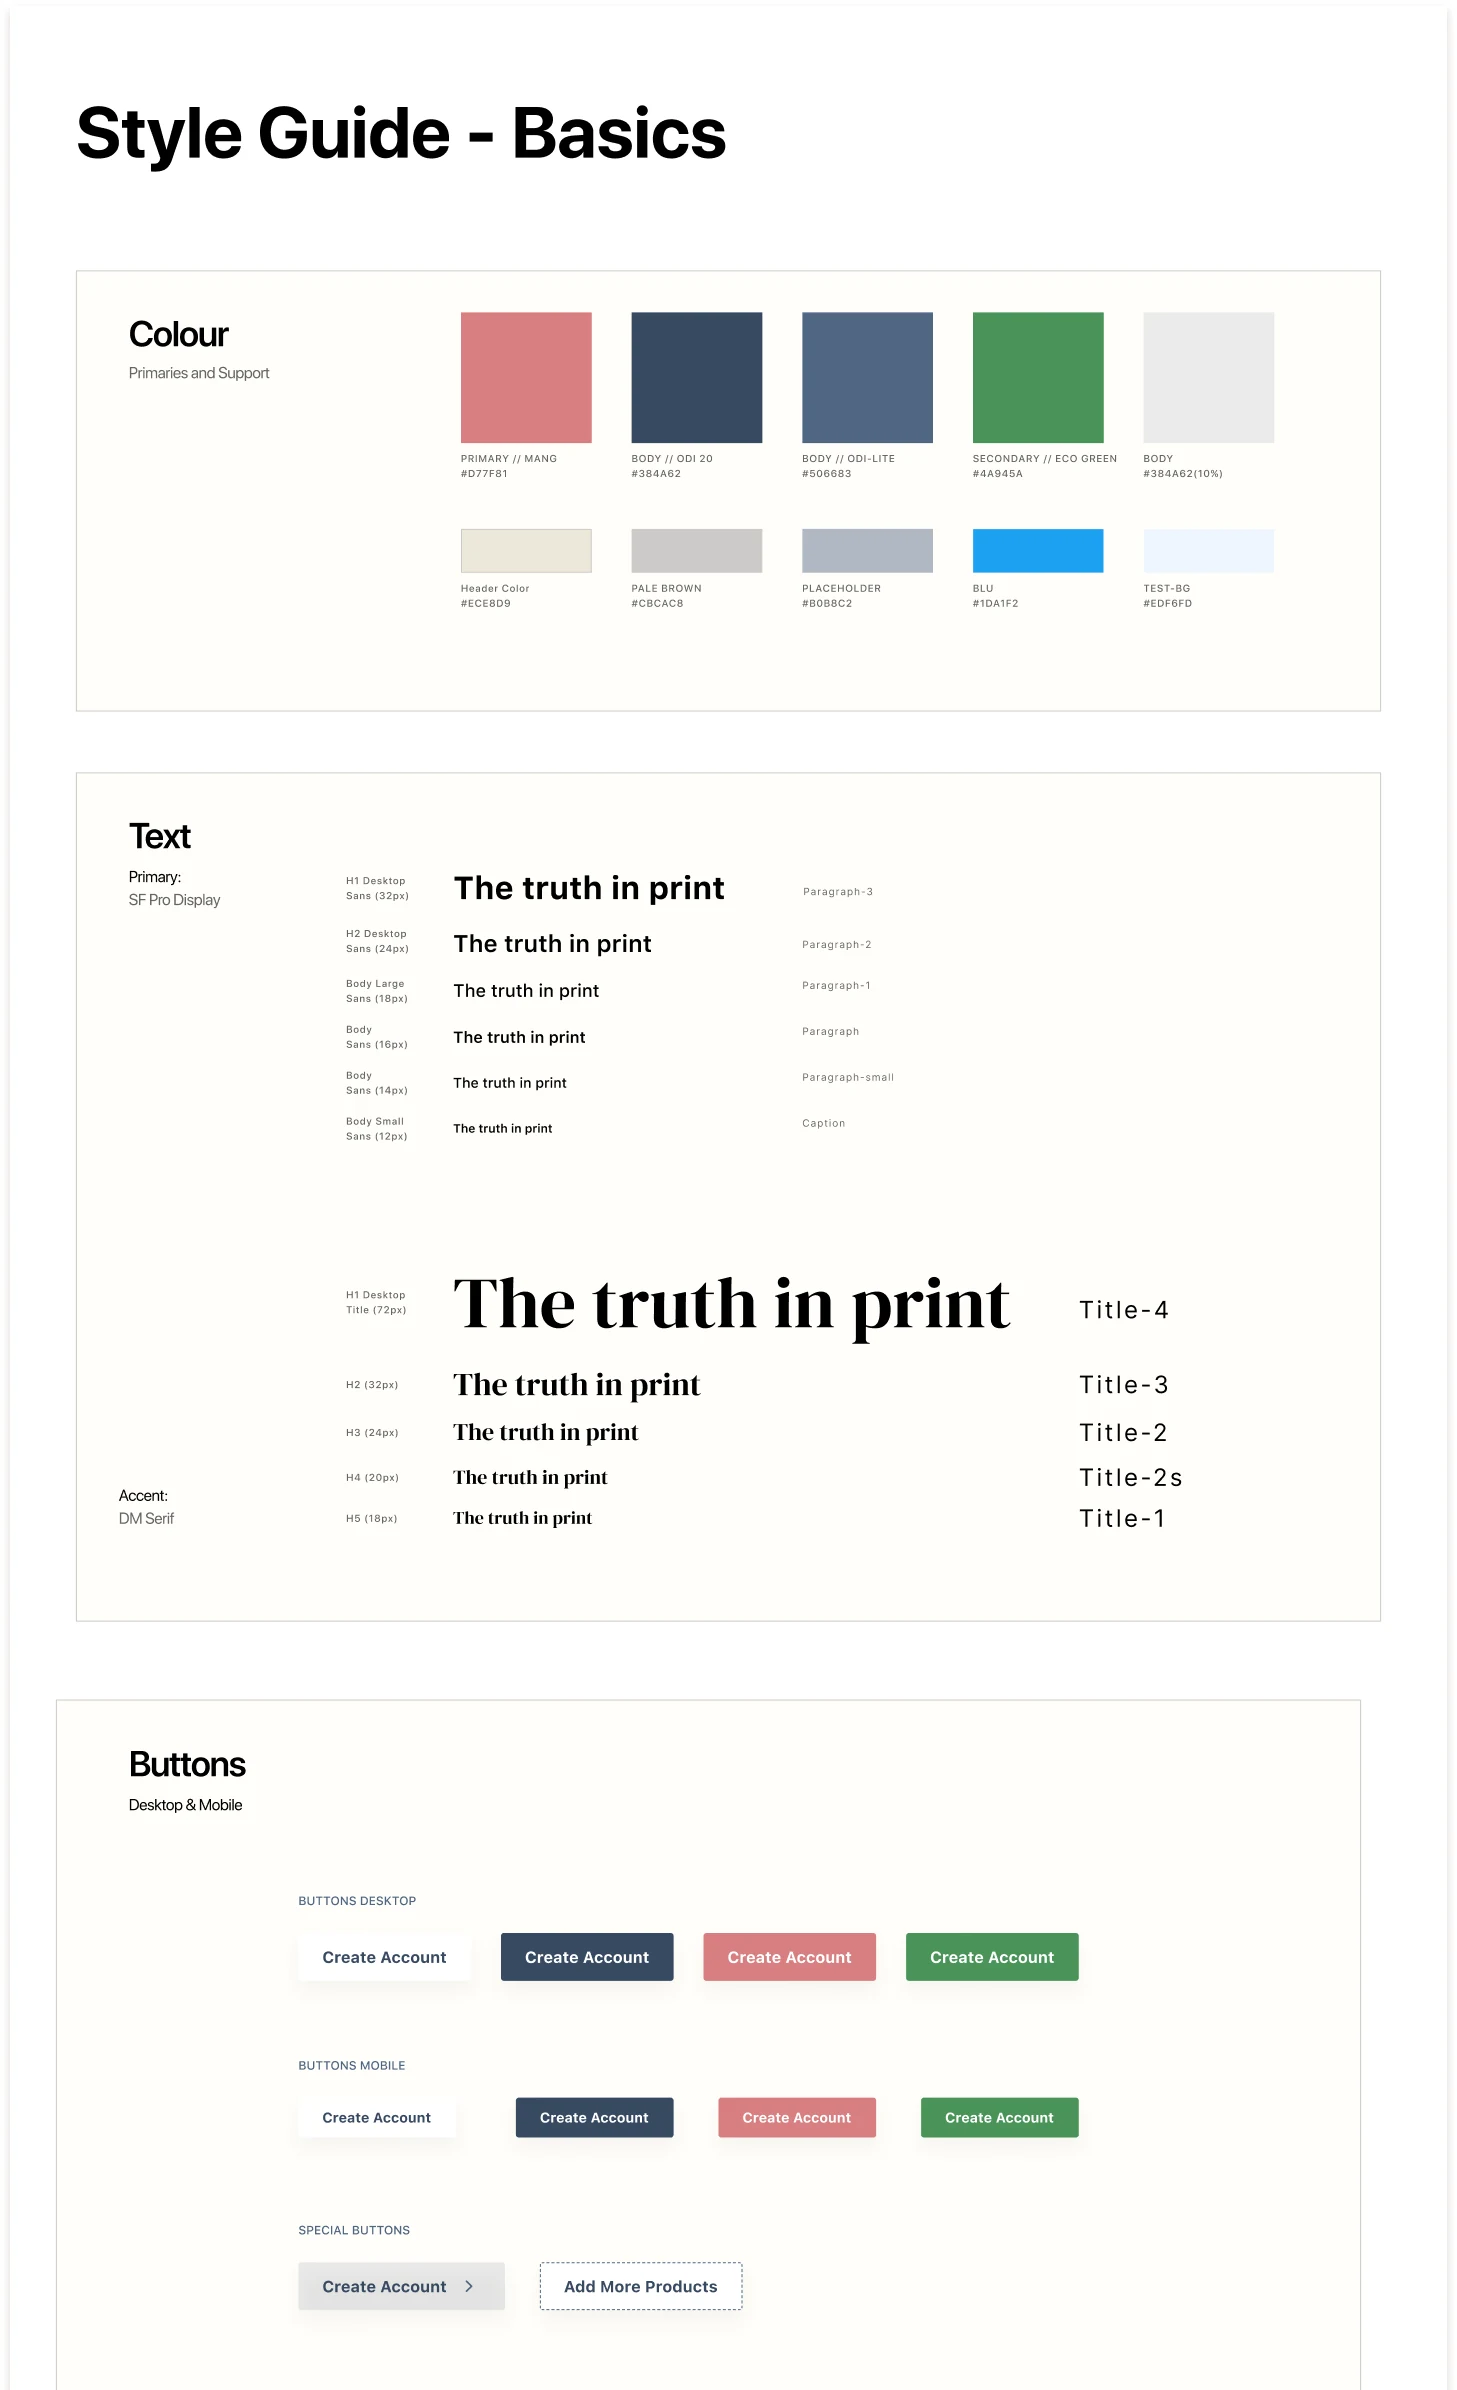 Style Guide - Basics
Colour
Primaries and Support
PRIMARY // MANG
#D77F81
BODY // ODI 20
#384A62
BODY // ODI-LITE
#506683
SECONDARY // ECO GREEN
#4A945A
BODY
#384A62(10%)
Header Color
#ECE8D9
PALE BROWN
#CBCAC8
PLACEHOLDER
#B0B8C2
BLU
#1DA1F2
TEST-BG
#EDF6FD
Text
Primary:
SF Pro Display
H1 Desktop
Sans (32px)
The truth in print
Paragraph-3
H2 Desktop
Sans (24px)
The truth in print
Paragraph-2
Body Large
Sans (18px)
The truth in print
Paragraph-1
Body
Sans (16px)
The truth in print
Paragraph
Body
Sans (14px)
The truth in print
Paragraph-small
Body Small
Sans (12px)
The truth in print
Caption
H1 Desktop
Title (72px)
The truth in print
Title-4
H2 (32px)
The truth in print
Title-3
H3 (24px)
The truth in print
Title-2
H4 (20px)
The truth in print
Title-2s
Accent:
DM Serif
H5 (18px)
The truth in print
Title-1
Buttons
Desktop & Mobile
BUTTONS DESKTOP
Create Account
Create Account
Create Account
Create Account
BUTTONS MOBILE
Create Account
Create Account
Create Account
Create Account
SPECIAL BUTTONS
Create Account
Add More Products